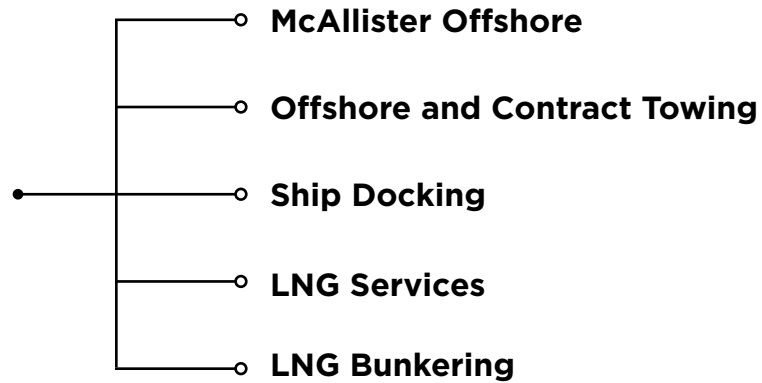 McAllister Offshore
Offshore and Contract Towing
Ship Docking
LNG Services
LNG Bunkering